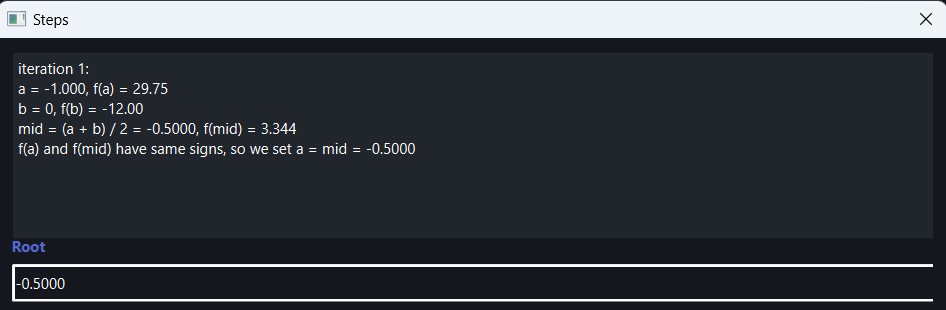 Steps
iteration 1:
a = -1.000, f(a) = 29.75
b = 0, f(b) = -12.00
mid = (a + b) / 2 = -0.5000, f(mid) = 3.344
f(a) and f(mid) have same signs, so we set a = mid = -0.5000
Root
-0.5000